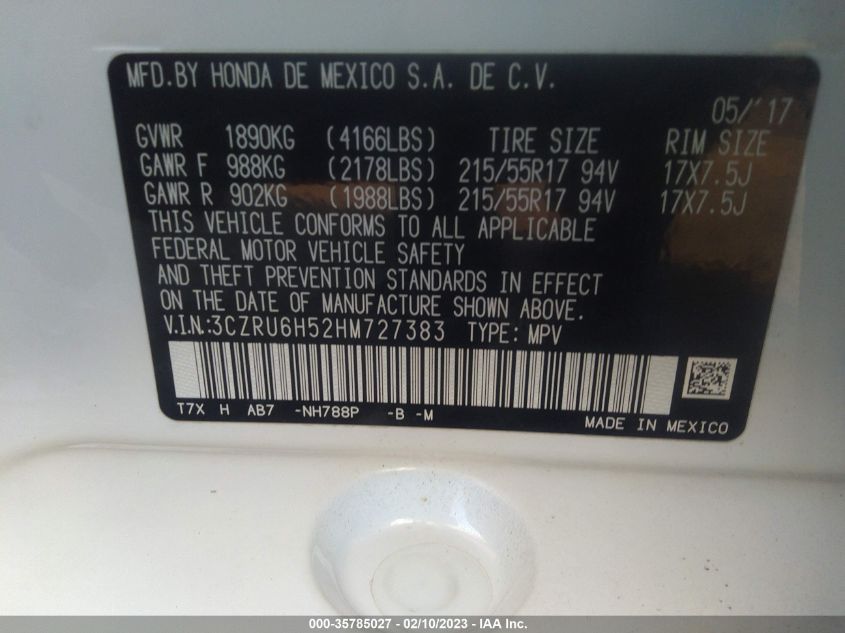 MFD.BY HONDA DE MEXICO S.A. DE C.V.
05/'17
GVWR 1890KG (4166LBS) TIRE SIZE RIM SIZE
GAWR F 988KG (2178LBS) 215/55R17 94V 17X7.5J
GAWR R 902KG (1988LBS) 215/55R17 94V 17X7.5J
THIS VEHICLE CONFORMS TO ALL APPLICABLE
FEDERAL MOTOR VEHICLE SAFETY
AND THEFT PREVENTION STANDARDS IN EFFECT
ON THE DATE OF MANUFACTURE SHOWN ABOVE.
V.I.N.:3CZRU6H52HM727383 TYPE: MPV
T7X H AB7 -NH788P -B -M
MADE IN MEXICO
000-35785027 - 02/10/2023 - IAA Inc.